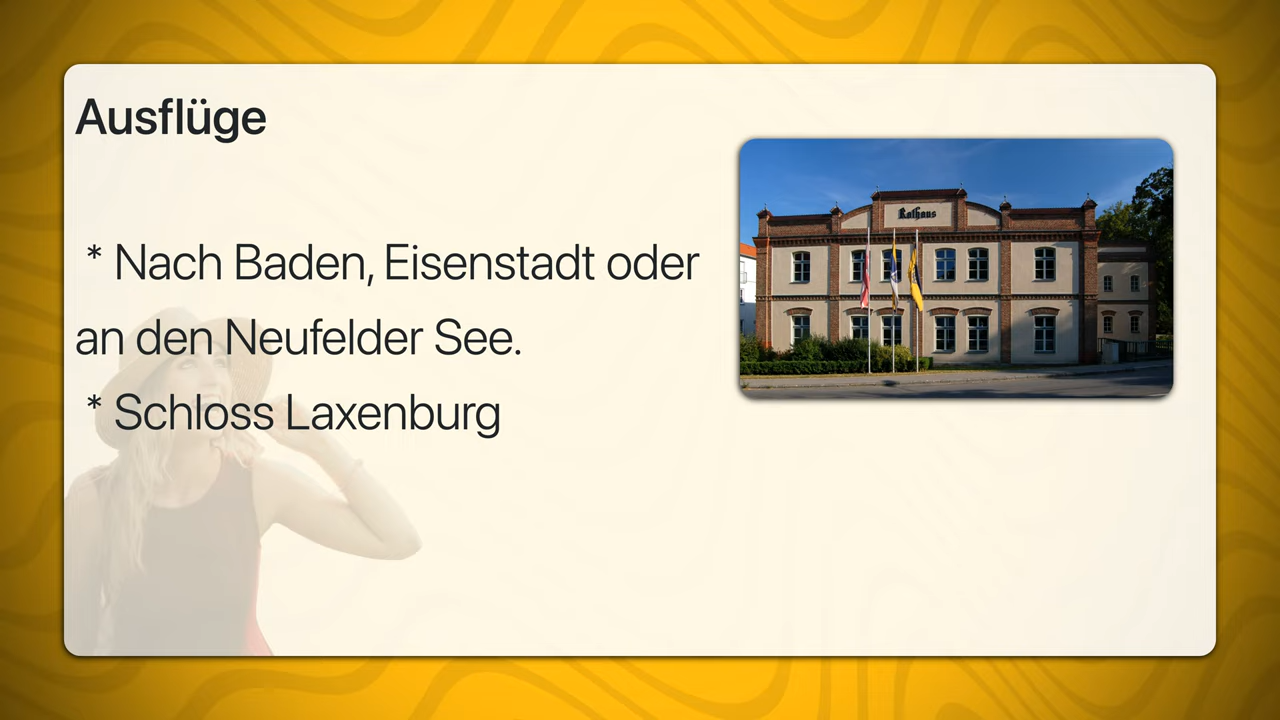 Ausflüge
* Nach Baden, Eisenstadt oder
an den Neufelder See.
* Schloss Laxenburg
Rathaus